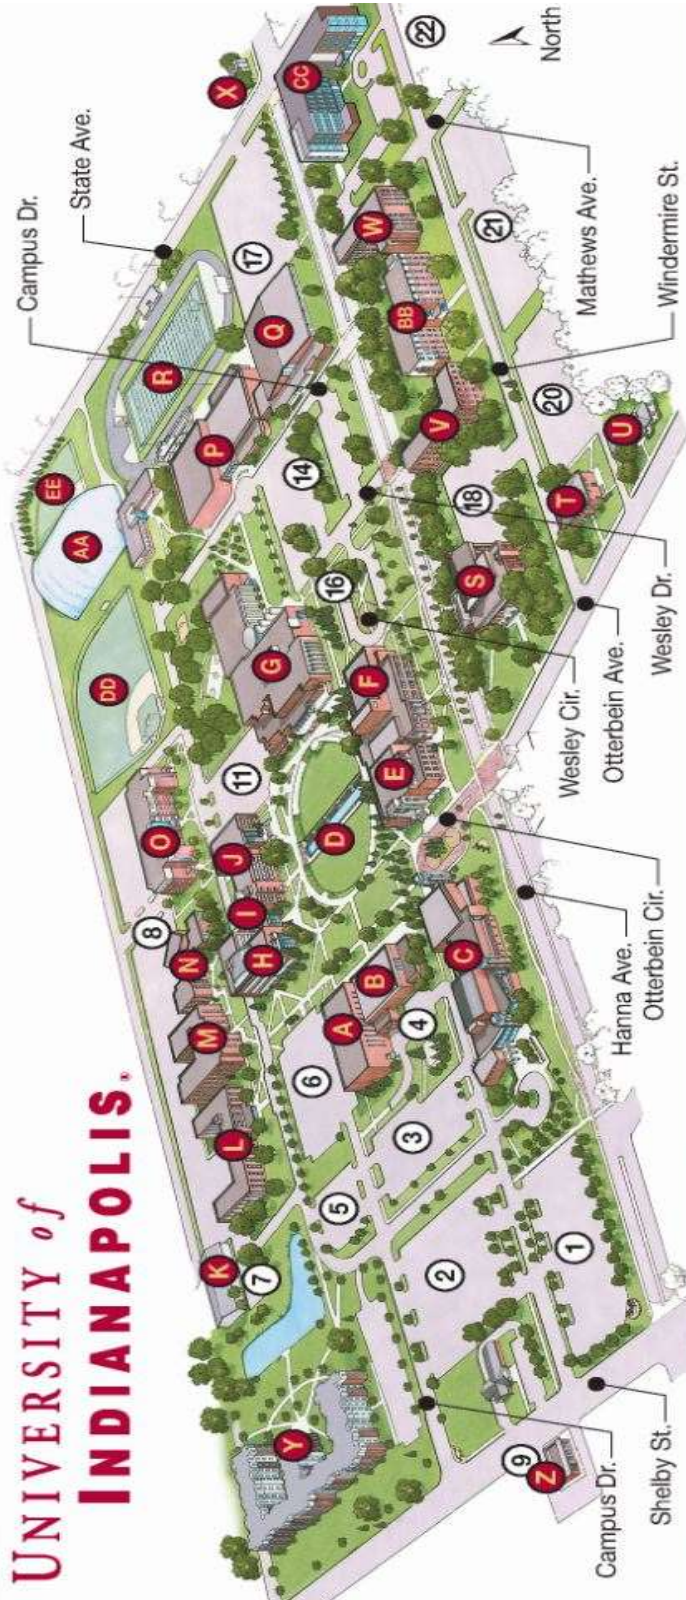 UNIVERSITY of
INDIANAPOLIS®
Campus Dr.
State Ave.
EE
AA
DD
R
X
CC
O
8
N
M
L
K
7
P
Q
17
J
I
H
11
G
Y
14
16
W
22
North
5
6
A
B
D
E
F
V
BB
3
4
C
S
18
21
2
1
T
20
U
9
Z
Campus Dr.
Shelby St.
Hanna Ave.
Otterbein Cir.
Wesley Cir.
Otterbein Ave.
Wesley Dr.
Mathews Ave.
Windermire St.